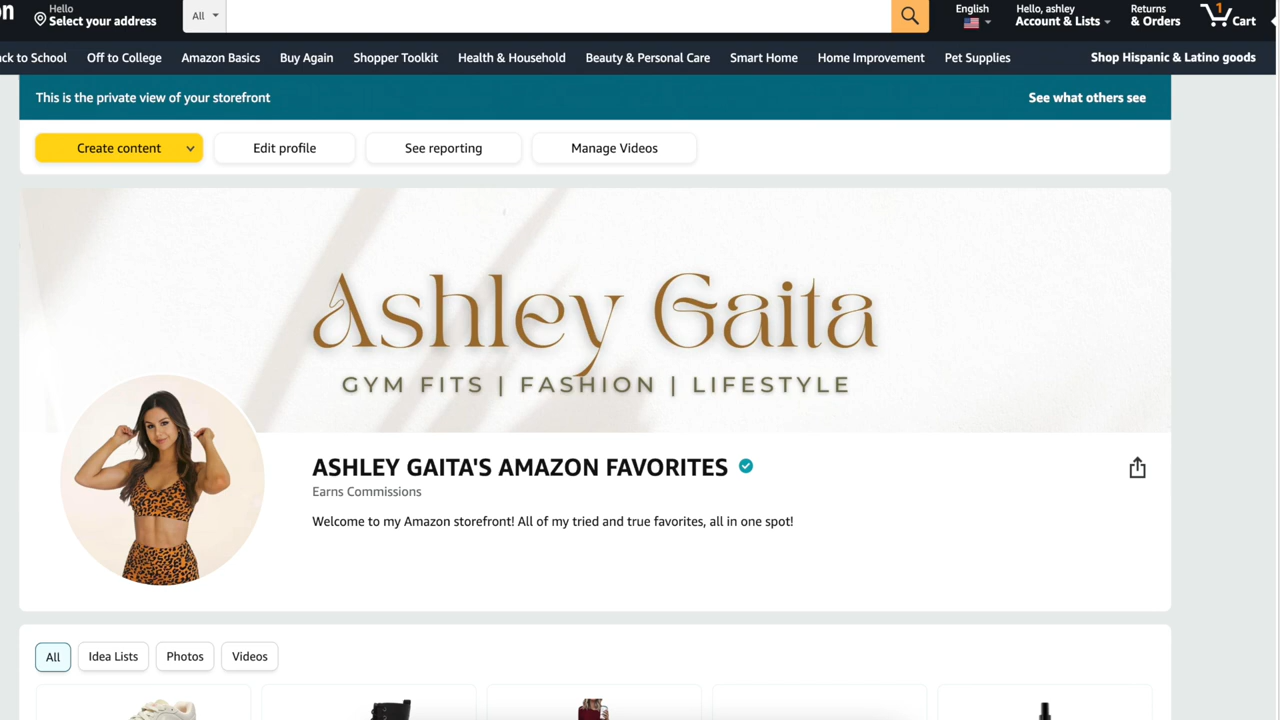 Hello
Select your address
All
English
Hello, ashley
Account & Lists
Returns
& Orders
1
Cart
ck to School
Off to College
Amazon Basics
Buy Again
Shopper Toolkit
Health & Household
Beauty & Personal Care
Smart Home
Home Improvement
Pet Supplies
Shop Hispanic & Latino goods
This is the private view of your storefront
See what others see
Create content
Edit profile
See reporting
Manage Videos
Ashley Gaita
GYM FITS | FASHION | LIFESTYLE
ASHLEY GAITA'S AMAZON FAVORITES
Earns Commissions
Welcome to my Amazon storefront! All of my tried and true favorites, all in one spot!
All
Idea Lists
Photos
Videos